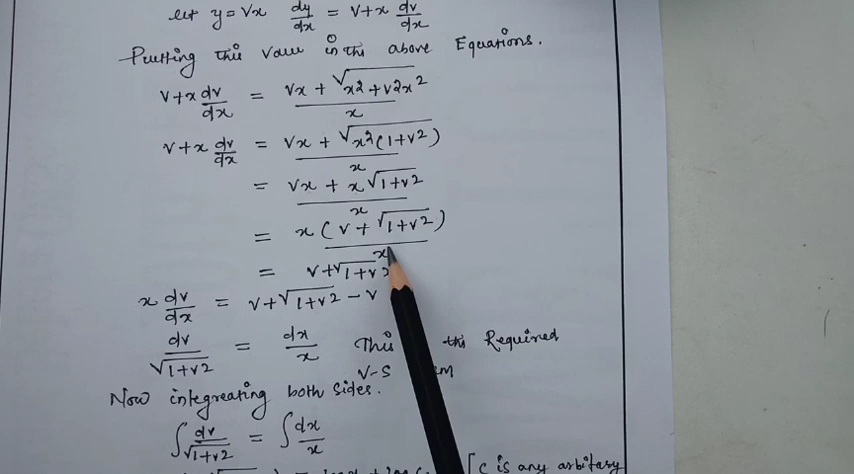 let y = vx dy/dx = v+x dv/dx
Putting this value in the above Equations.
v+x dv/dx = vx + √x2+v2x2 / x
v+x dv/dx = vx + √x2(1+v2) / x
= vx + x√1+v2 / x
= x(v+√1+v2) / x
= v+√1+v2
x dv/dx = v+√1+v2 - v
dv/√1+v2 = dx/x This the Required
v-s
Now integreating both sides.
∫ dv/√1+v2 = ∫ dx/x
[C is any arbitary